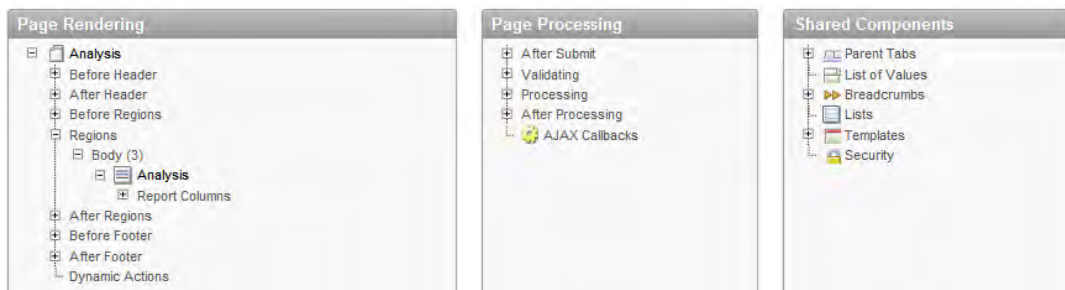 Page Rendering
Analysis
Before Header
After Header
Before Regions
Regions
Body (3)
Analysis
Report Columns
After Regions
Before Footer
After Footer
Dynamic Actions
Page Processing
After Submit
Validating
Processing
After Processing
AJAX Callbacks
Shared Components
Parent Tabs
List of Values
Breadcrumbs
Lists
Templates
Security